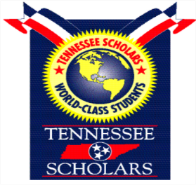 ★ TENNESSEE SCHOLARS ★
WORLD-CLASS STUDENTS
TENNESSEE
SCHOLARS